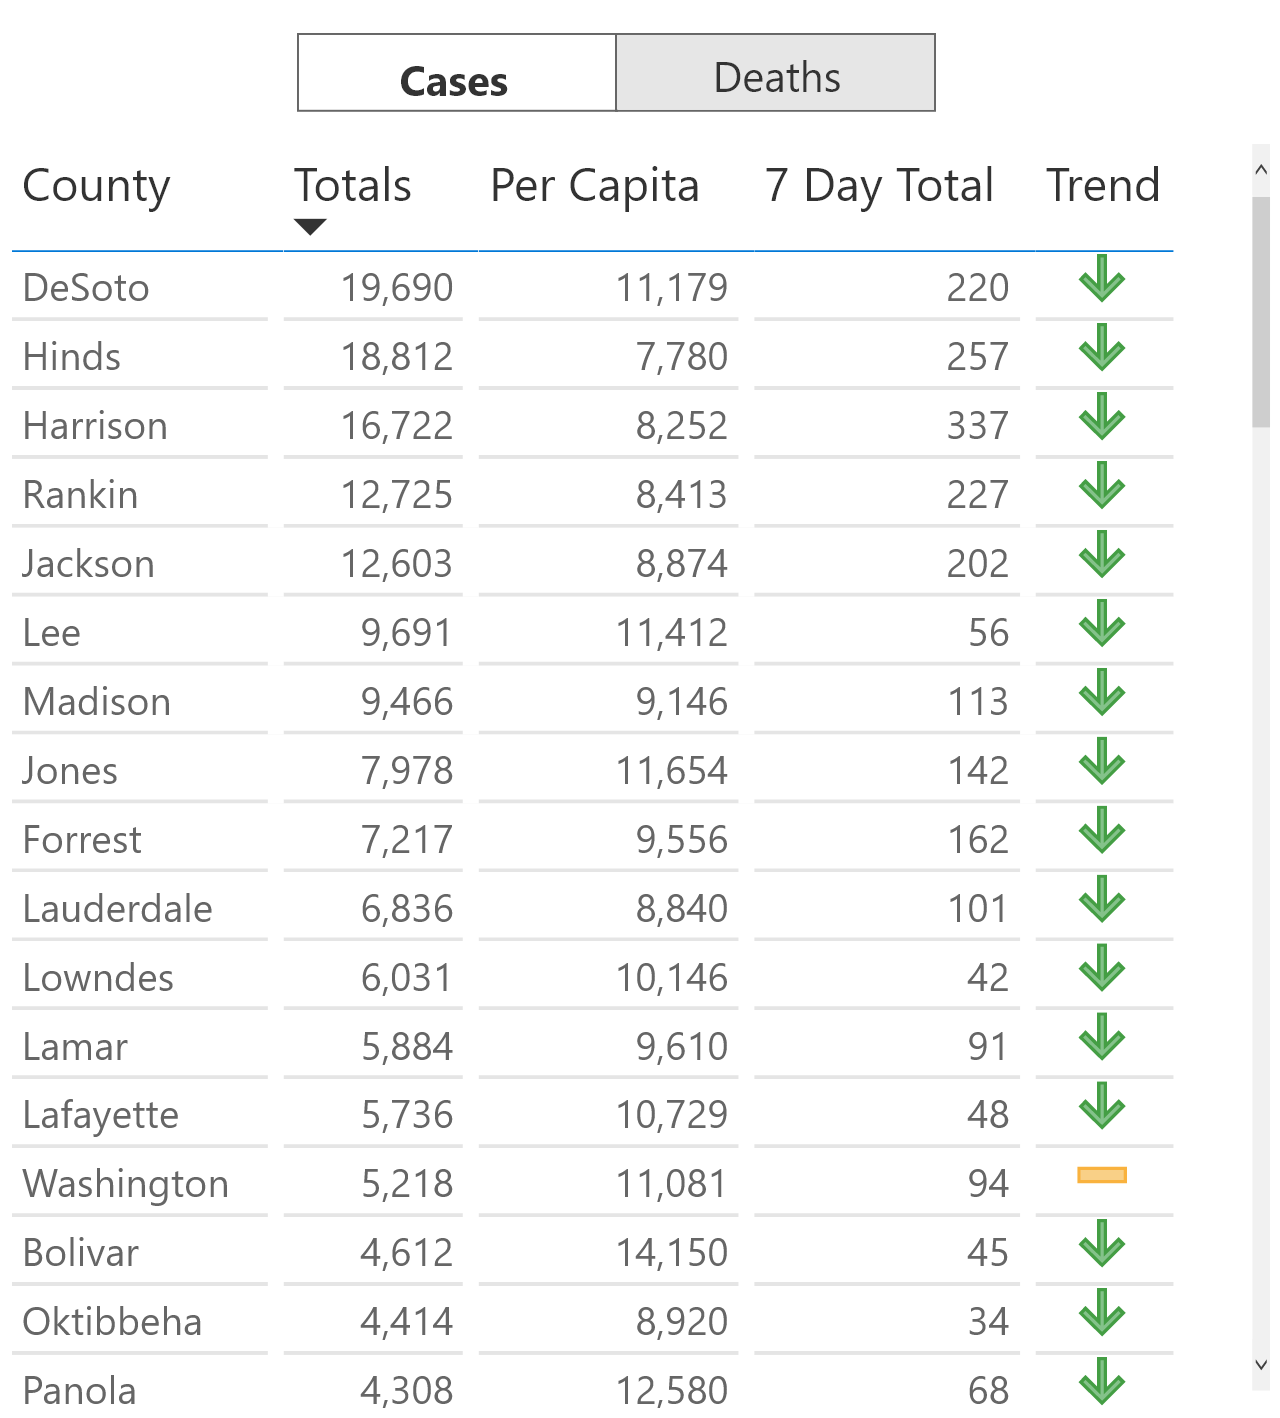 Cases Deaths
County Totals Per Capita 7 Day Total Trend
DeSoto 19,690 11,179 220
Hinds 18,812 7,780 257
Harrison 16,722 8,252 337
Rankin 12,725 8,413 227
Jackson 12,603 8,874 202
Lee 9,691 11,412 56
Madison 9,466 9,146 113
Jones 7,978 11,654 142
Forrest 7,217 9,556 162
Lauderdale 6,836 8,840 101
Lowndes 6,031 10,146 42
Lamar 5,884 9,610 91
Lafayette 5,736 10,729 48
Washington 5,218 11,081 94
Bolivar 4,612 14,150 45
Oktibbeha 4,414 8,920 34
Panola 4,308 12,580 68